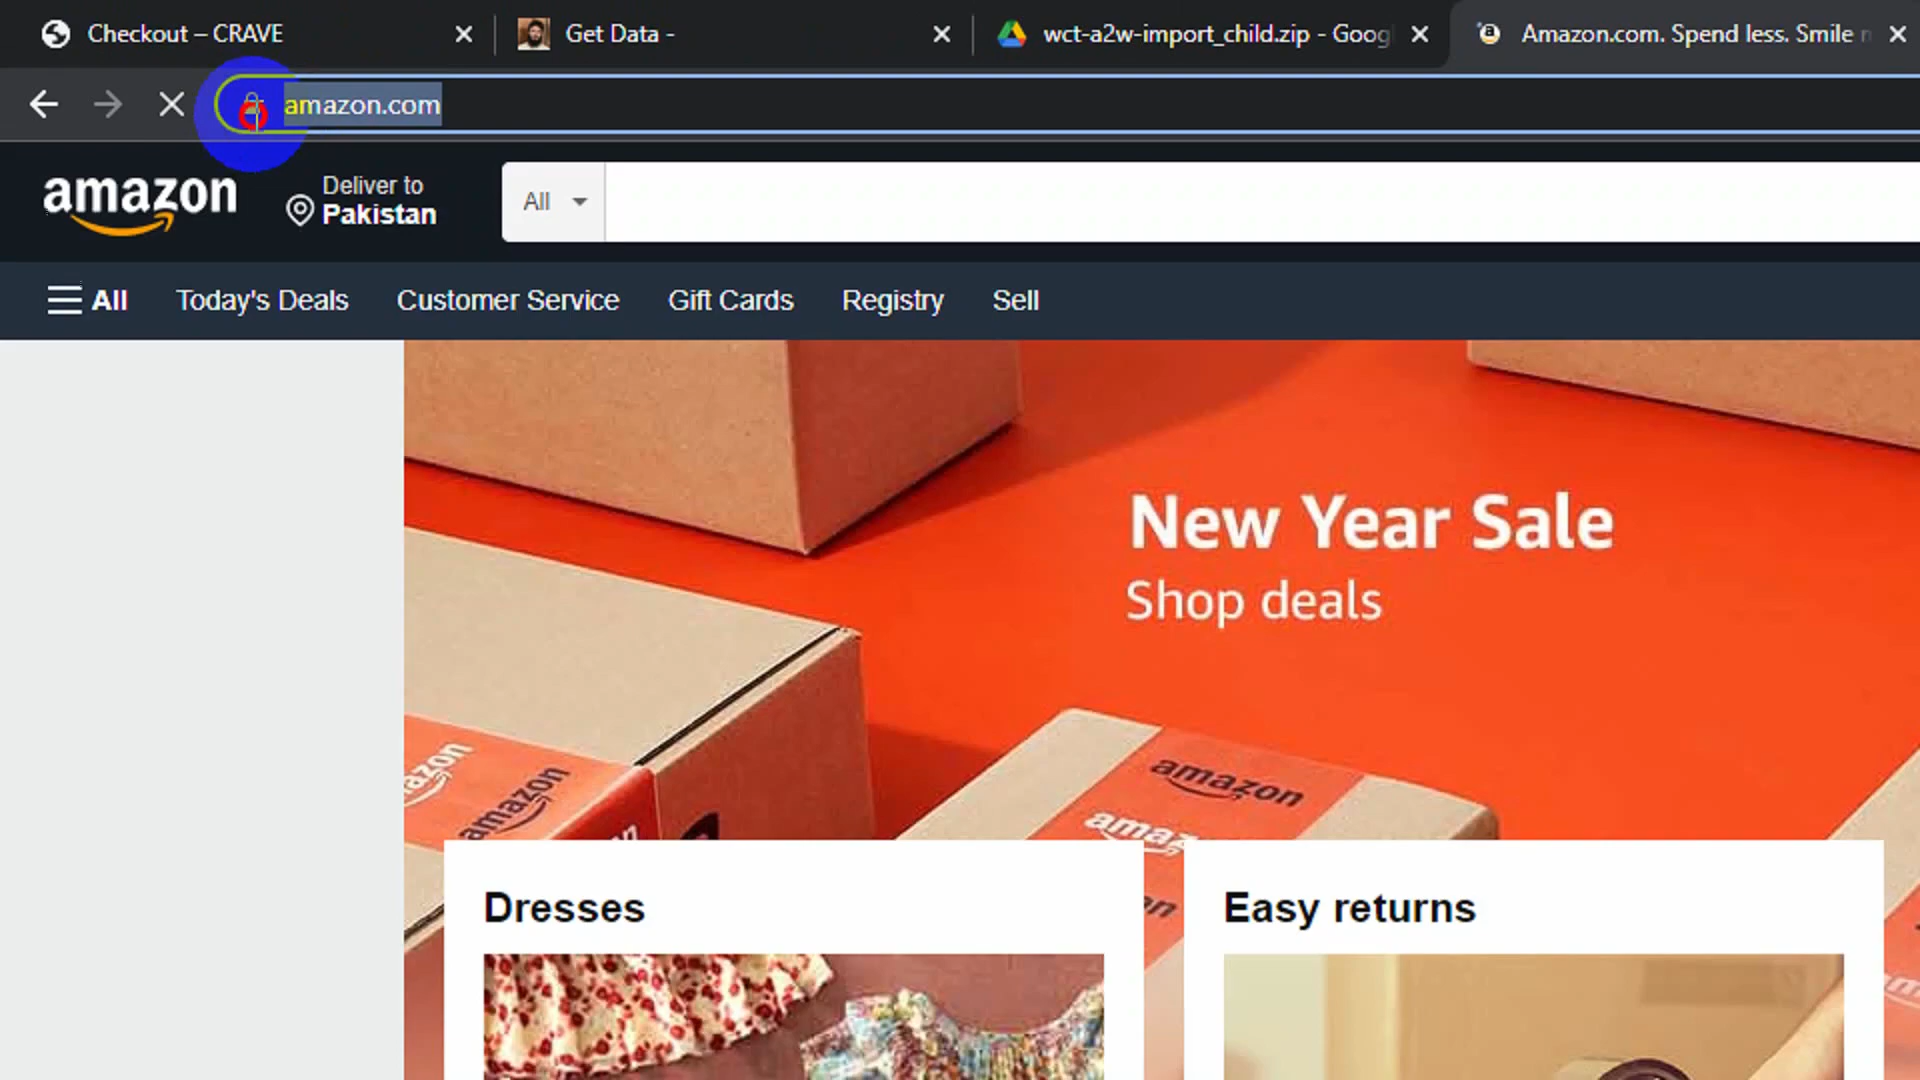 Checkout – CRAVE
Get Data -
wct-a2w-import_child.zip - Goog
Amazon.com. Spend less. Smile
amazon.com
amazon
Deliver to
Pakistan
All
All
Today's Deals
Customer Service
Gift Cards
Registry
Sell
New Year Sale
Shop deals
amazon
amazon
amazon
amaz
Dresses
Easy returns